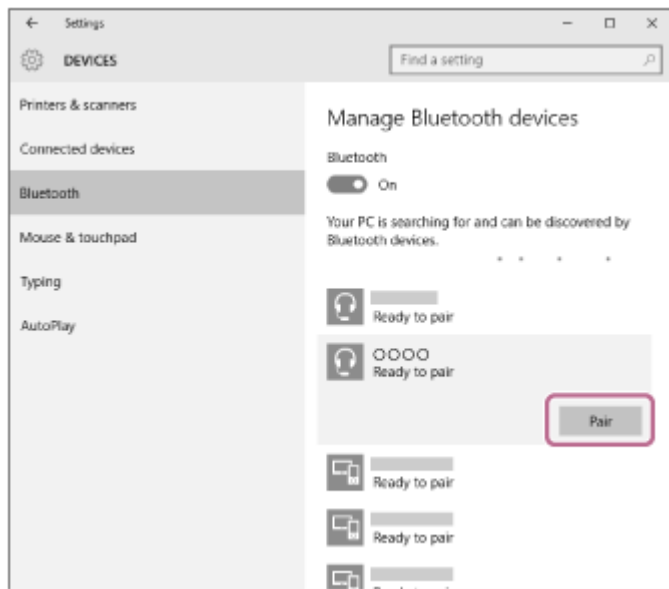 Settings
DEVICES
Find a setting
Printers & scanners
Connected devices
Bluetooth
Mouse & touchpad
Typing
AutoPlay
Manage Bluetooth devices
Bluetooth
On
Your PC is searching for and can be discovered by
Bluetooth devices.
Ready to pair
OOOO
Ready to pair
Pair
Ready to pair
Ready to pair